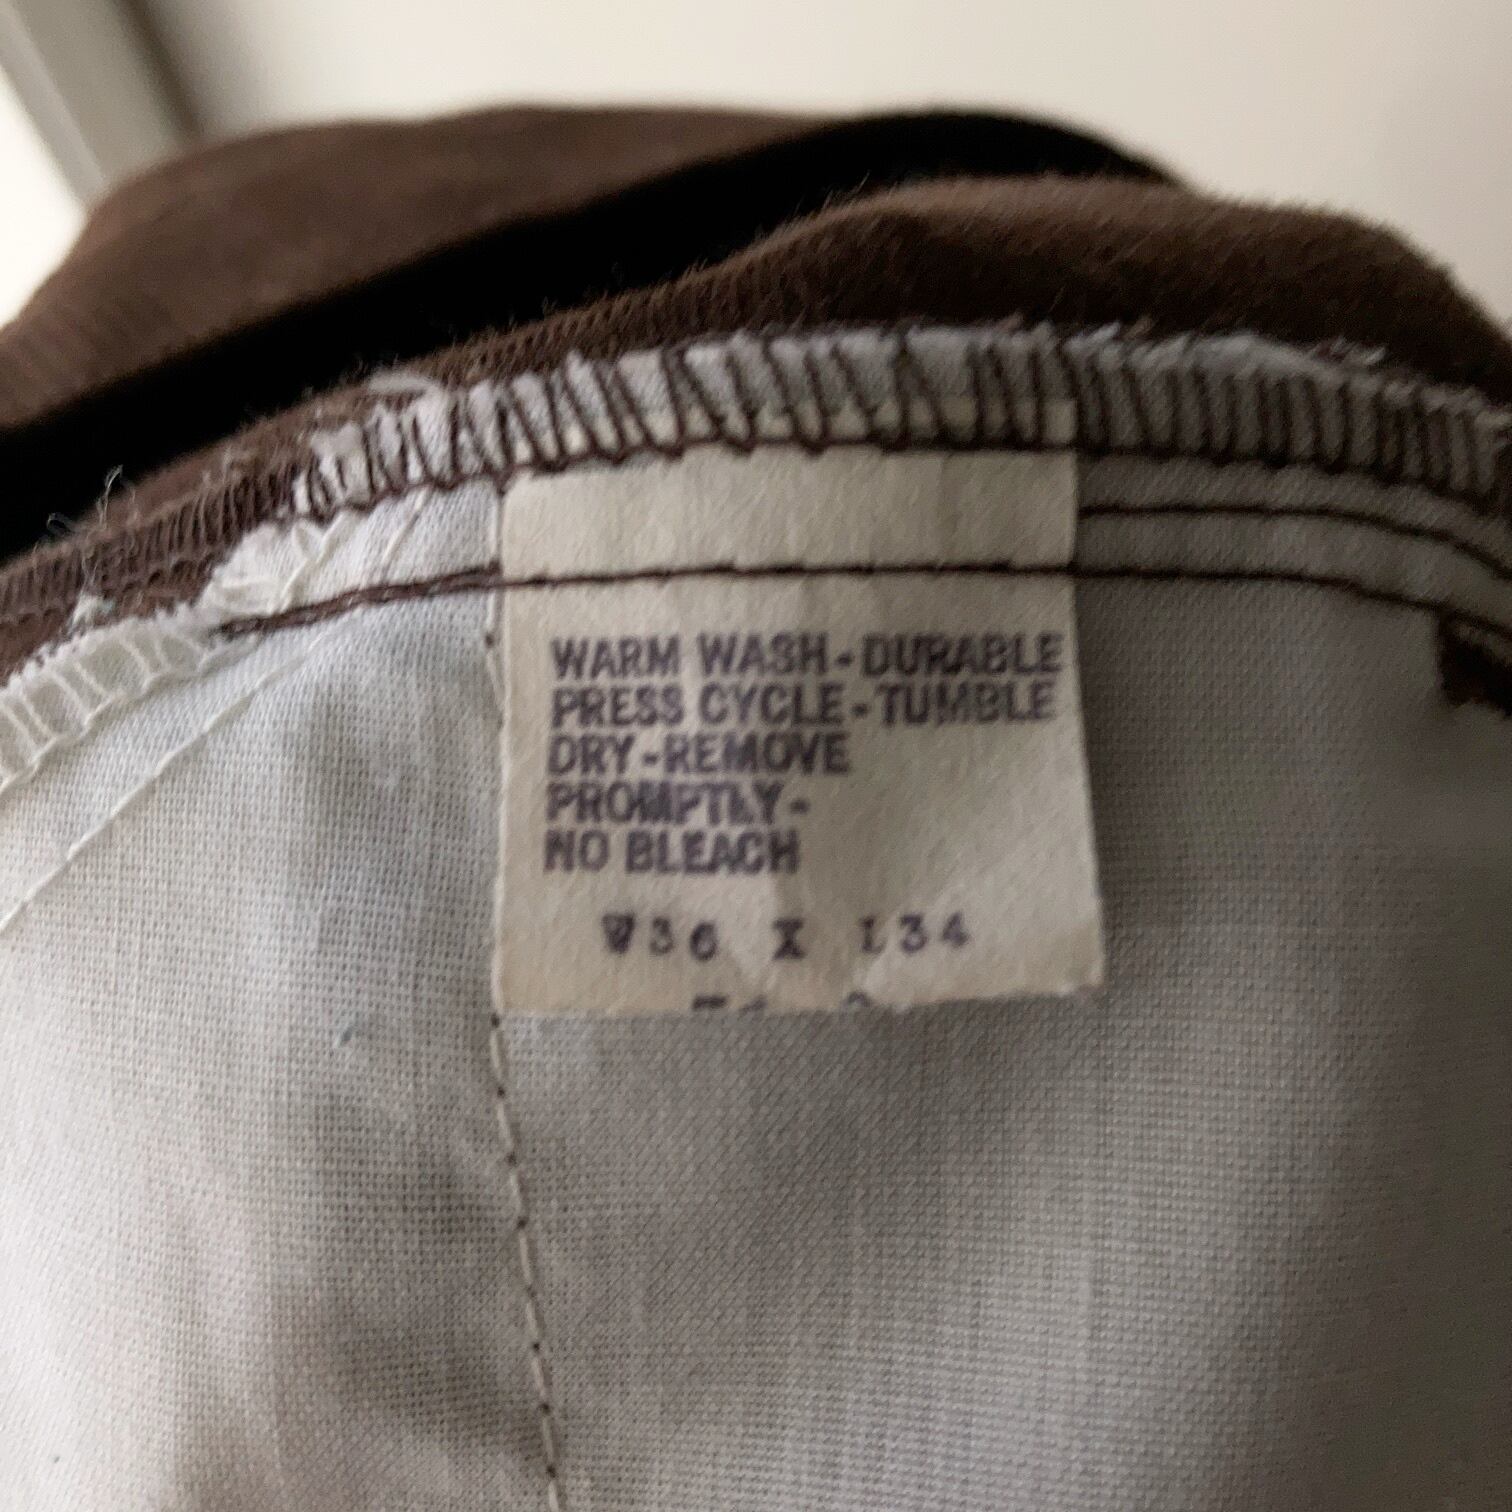 WARM WASH-DURABLE
PRESS CYCLE-TUMBLE
DRY-REMOVE
PROMPTLY-
NO BLEACH
W36 X L34